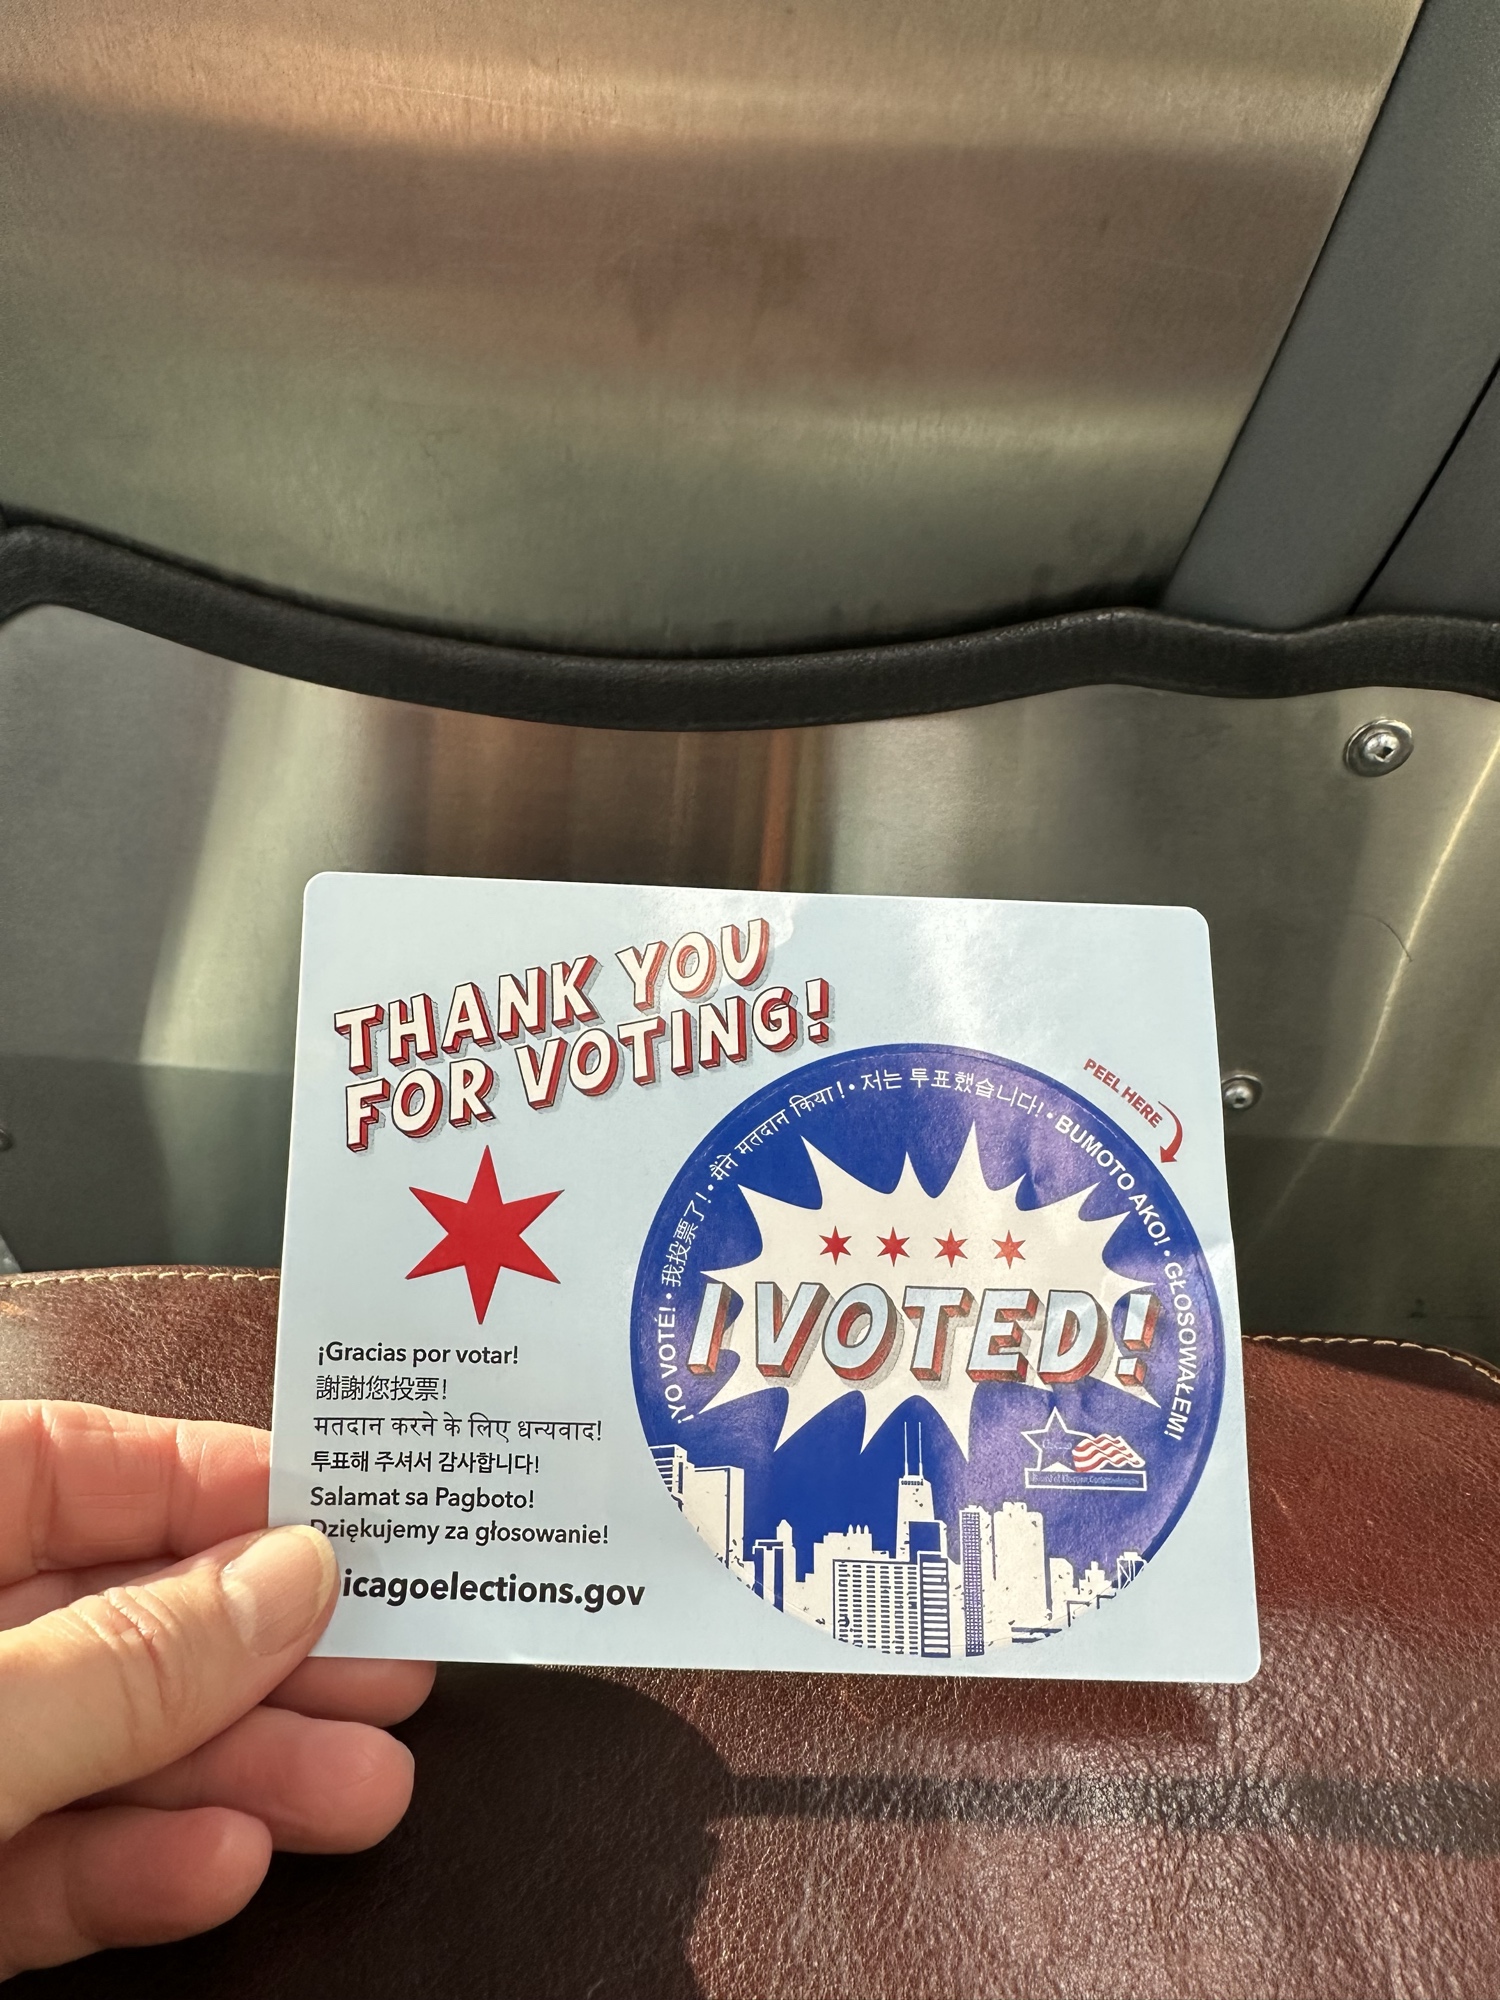 THANK YOU
FOR VOTING!
¡Gracias por votar!
謝謝您投票!
मतदान करने के लिए धन्यवाद!
투표해 주셔서 감사합니다!
Salamat sa Pagboto!
Dziękujemy za głosowanie!
icagoelections.gov
PEEL HERE
¡YO VOTÉ! • 我投票了! • मैंने मतदान किया! • 저는 투표했습니다! • BUMOTO AKO! • GŁOSOWAŁEM!
I VOTED!